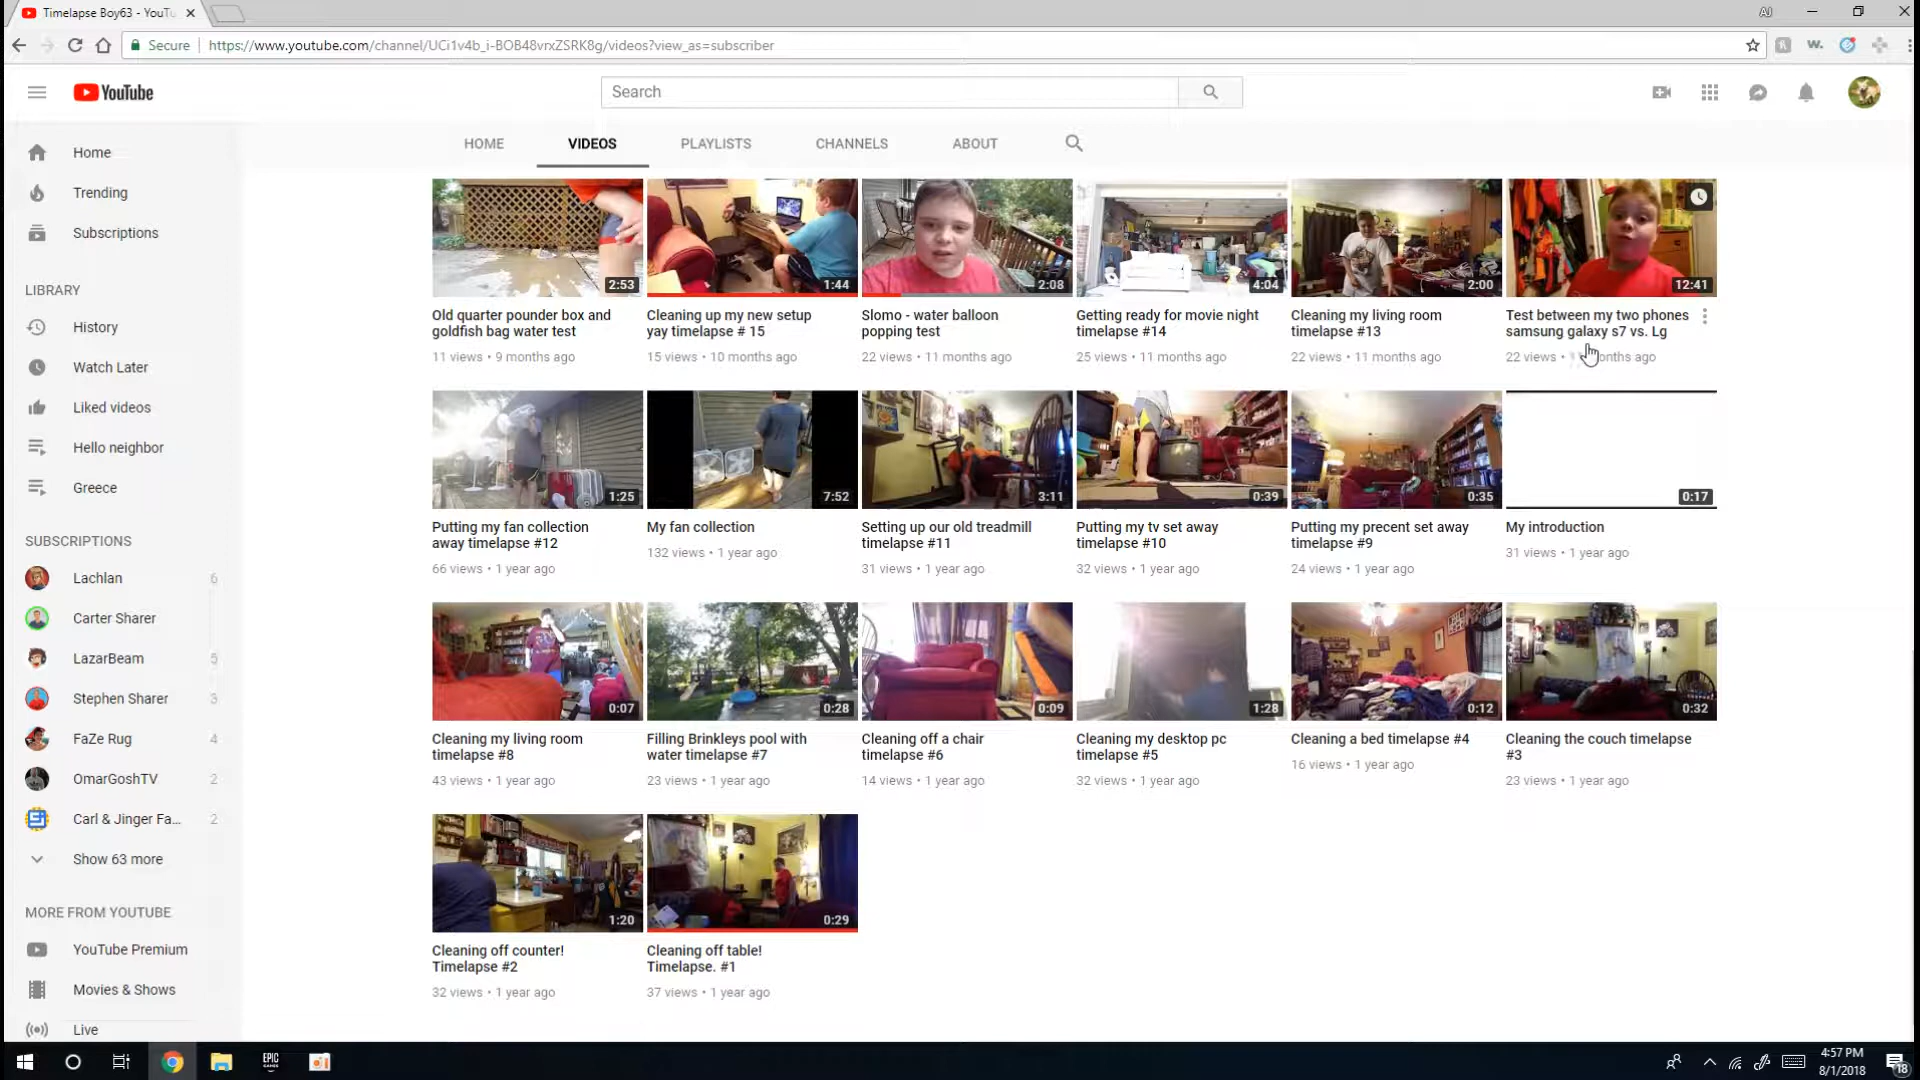 Timelapse Boy63 - YouTu
AJ
Secure
https://www.youtube.com/channel/UCi1v4b_i-BOB48vrxZSRK8g/videos?view_as=subscriber
YouTube
Search
HOME VIDEOS PLAYLISTS CHANNELS ABOUT
Home
Trending
Subscriptions
LIBRARY
History
Watch Later
Liked videos
Hello neighbor
Greece
SUBSCRIPTIONS
Lachlan 6
Carter Sharer
LazarBeam 5
Stephen Sharer 3
FaZe Rug 4
OmarGoshTV 2
Carl & Jinger Fa... 2
Show 63 more
MORE FROM YOUTUBE
YouTube Premium
Movies & Shows
Live
2:53
Old quarter pounder box and
goldfish bag water test
11 views • 9 months ago
1:44
Cleaning up my new setup
yay timelapse # 15
15 views • 10 months ago
2:08
Slomo - water balloon
popping test
22 views • 11 months ago
4:04
Getting ready for movie night
timelapse #14
25 views • 11 months ago
2:00
Cleaning my living room
timelapse #13
22 views • 11 months ago
12:41
Test between my two phones
samsung galaxy s7 vs. Lg
22 views • 11 months ago
1:25
Putting my fan collection
away timelapse #12
66 views • 1 year ago
7:52
My fan collection
132 views • 1 year ago
3:11
Setting up our old treadmill
timelapse #11
31 views • 1 year ago
0:39
Putting my tv set away
timelapse #10
32 views • 1 year ago
0:35
Putting my precent set away
timelapse #9
24 views • 1 year ago
0:17
My introduction
31 views • 1 year ago
0:07
Cleaning my living room
timelapse #8
43 views • 1 year ago
0:28
Filling Brinkleys pool with
water timelapse #7
23 views • 1 year ago
0:09
Cleaning off a chair
timelapse #6
14 views • 1 year ago
1:28
Cleaning my desktop pc
timelapse #5
32 views • 1 year ago
0:12
Cleaning a bed timelapse #4
16 views • 1 year ago
0:32
Cleaning the couch timelapse
#3
23 views • 1 year ago
1:20
Cleaning off counter!
Timelapse #2
32 views • 1 year ago
0:29
Cleaning off table!
Timelapse. #1
37 views • 1 year ago
EPIC
GAMES
4:57 PM
8/1/2018
18